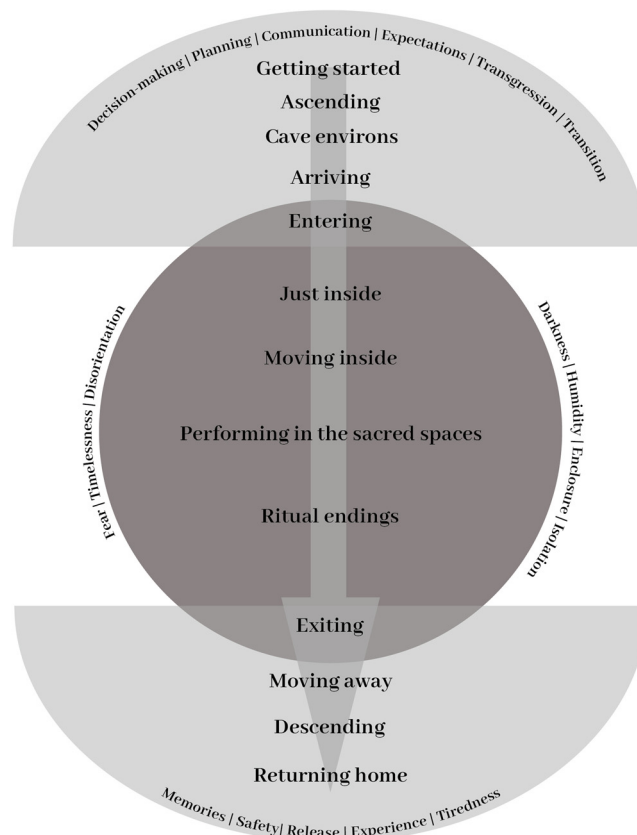 Decision-making | Planning | Communication | Expectations | Transgression | Transition
Getting started
Ascending
Cave environs
Arriving
Entering
Just inside
Moving inside
Performing in the sacred spaces
Ritual endings
Fear | Timelessness | Disorientation
Darkness | Humidity | Enclosure | Isolation
Exiting
Moving away
Descending
Returning home
Memories | Safety| Release | Experience | Tiredness